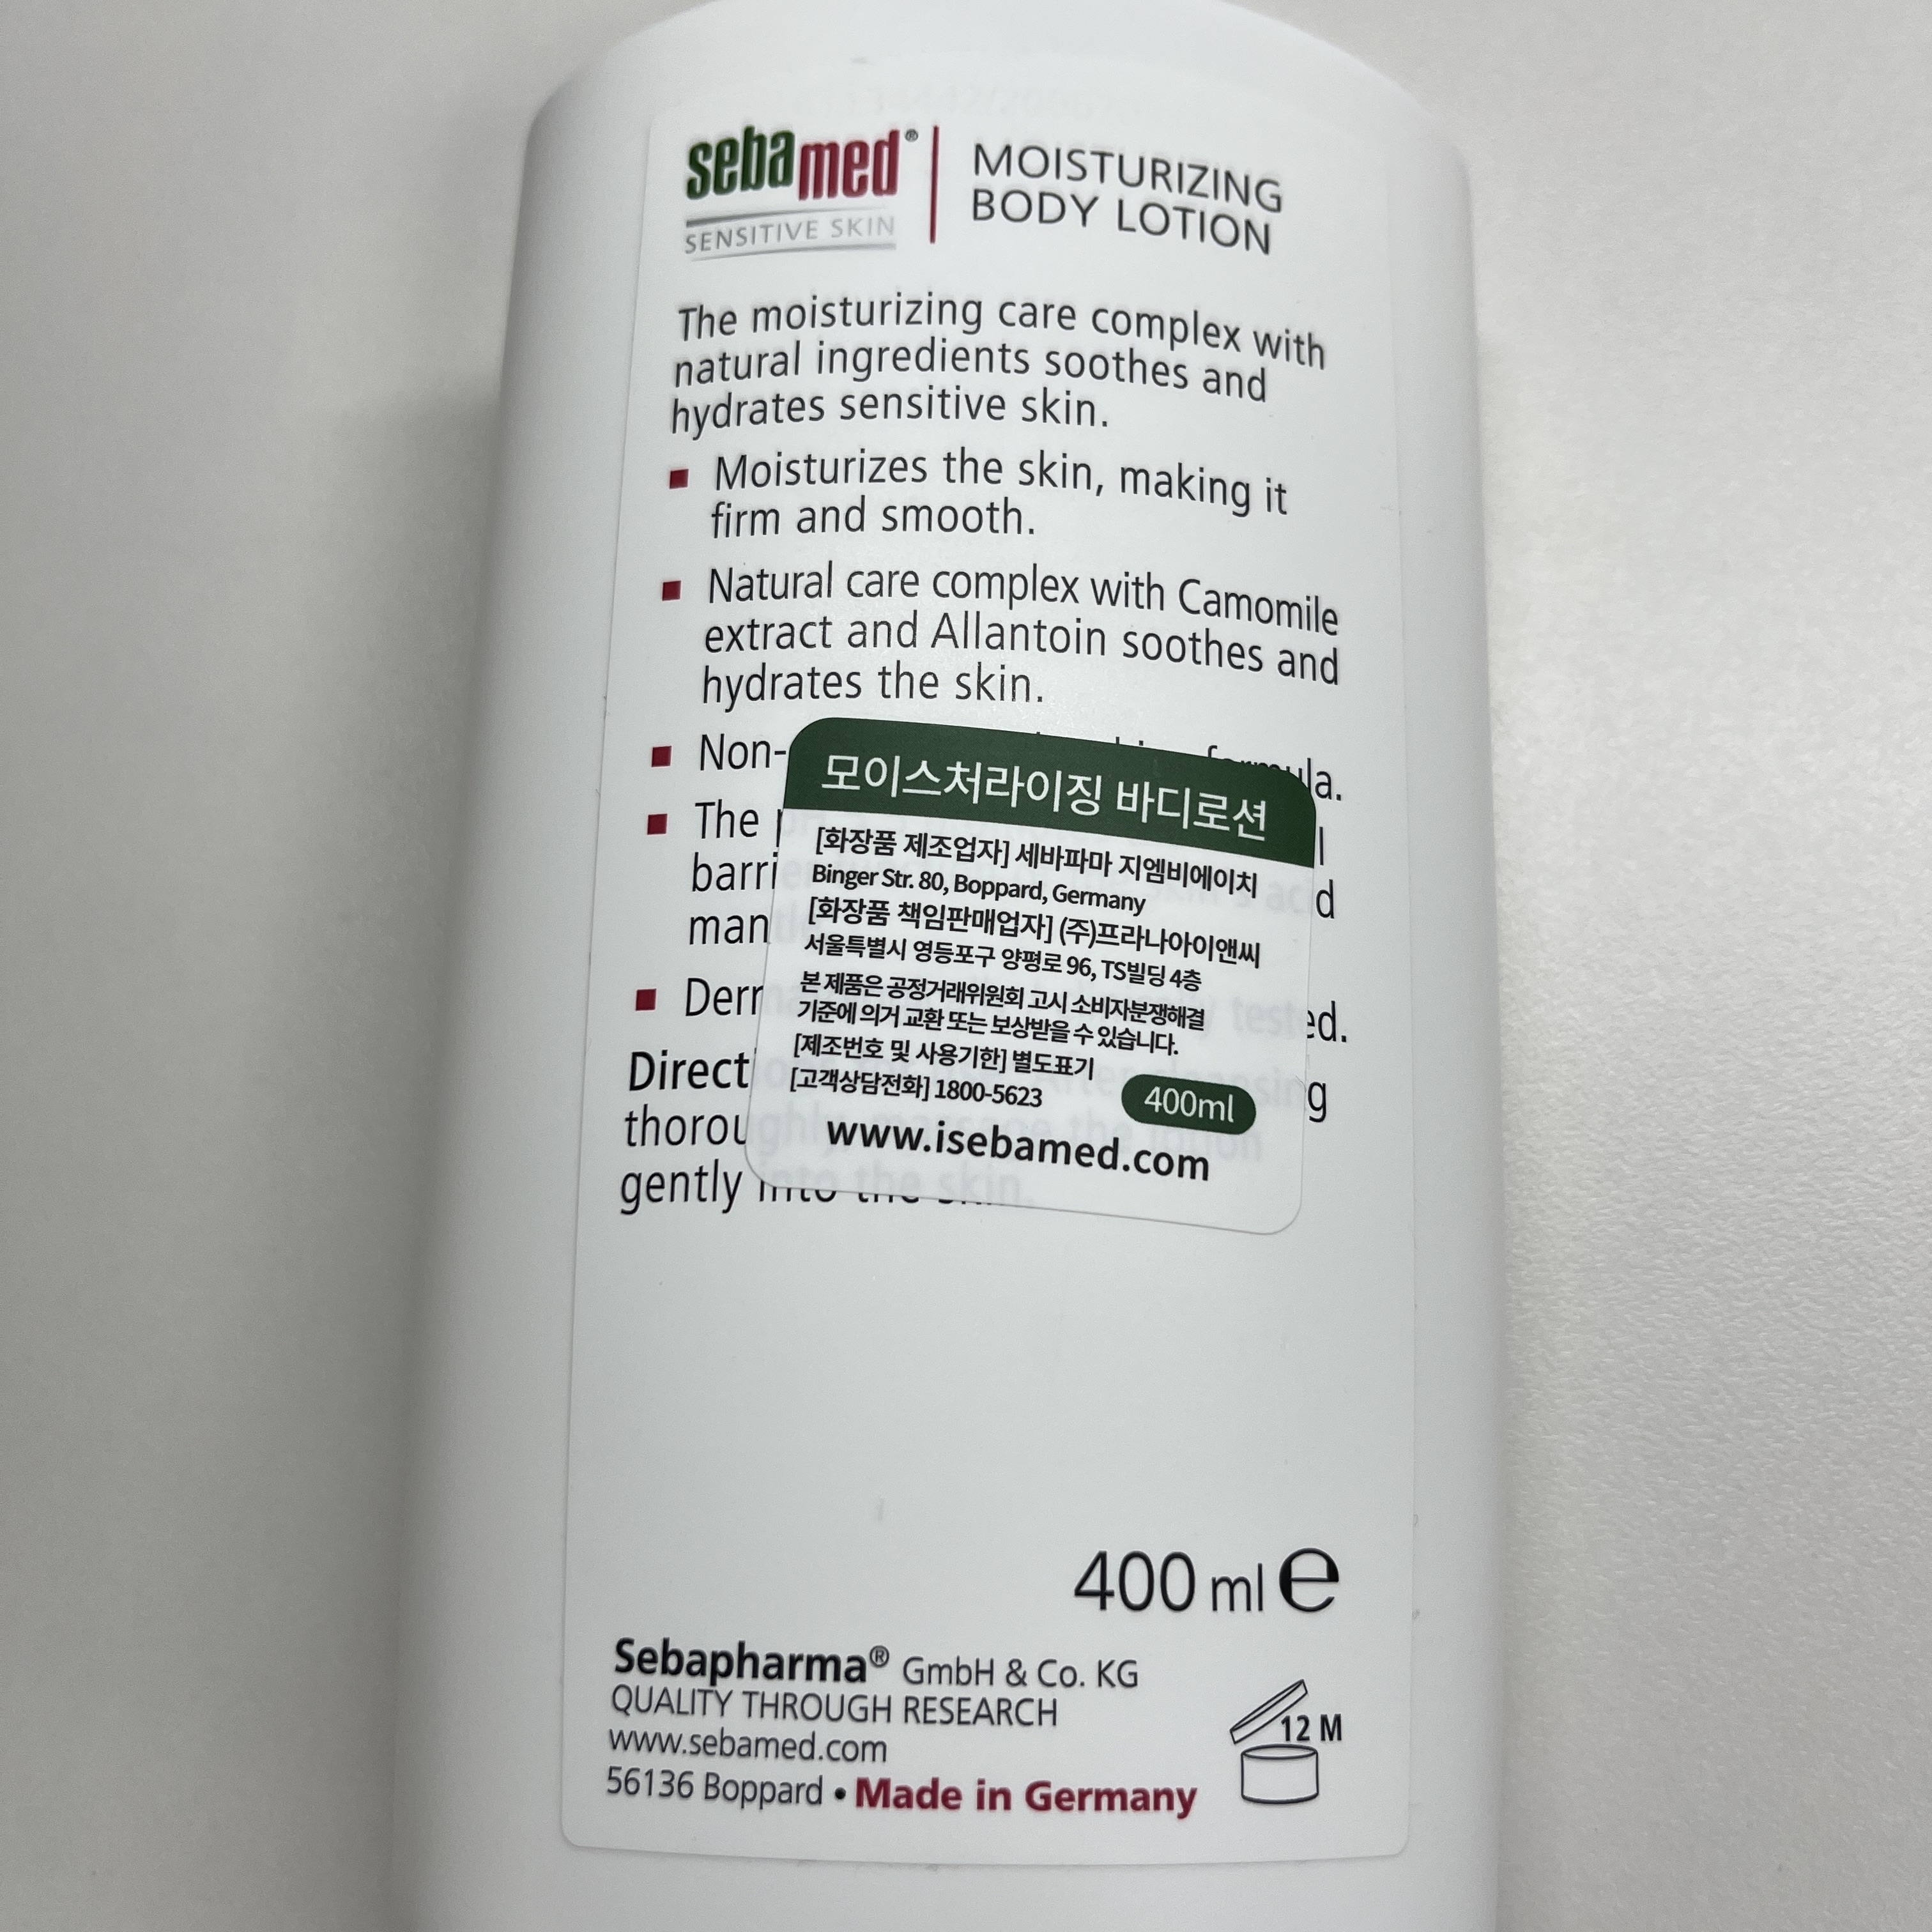 sebamed®
SENSITIVE SKIN
MOISTURIZING
BODY LOTION
The moisturizing care complex with
natural ingredients soothes and
hydrates sensitive skin.
Moisturizes the skin, making it
firm and smooth.
Natural care complex with Camomile
extract and Allantoin soothes and
hydrates the skin.
Non-
The
barri
man
Derm
tested.
Direct
thoroughly, massage the lotion
gently into the skin.
모이스처라이징 바디로션
[화장품 제조업자] 세바파마 지엠비에이치
Binger Str. 80, Boppard, Germany
[화장품 책임판매업자] (주)프라나아이앤씨
서울특별시 영등포구 양평로 96, TS빌딩 4층
본 제품은 공정거래위원회 고시 소비자분쟁해결
기준에 의거 교환 또는 보상받을 수 있습니다.
[제조번호 및 사용기한] 별도표기
[고객상담전화] 1800-5623
400ml
www.isebamed.com
400 ml e
Sebapharma® GmbH & Co. KG
QUALITY THROUGH RESEARCH
www.sebamed.com
56136 Boppard • Made in Germany
12 M